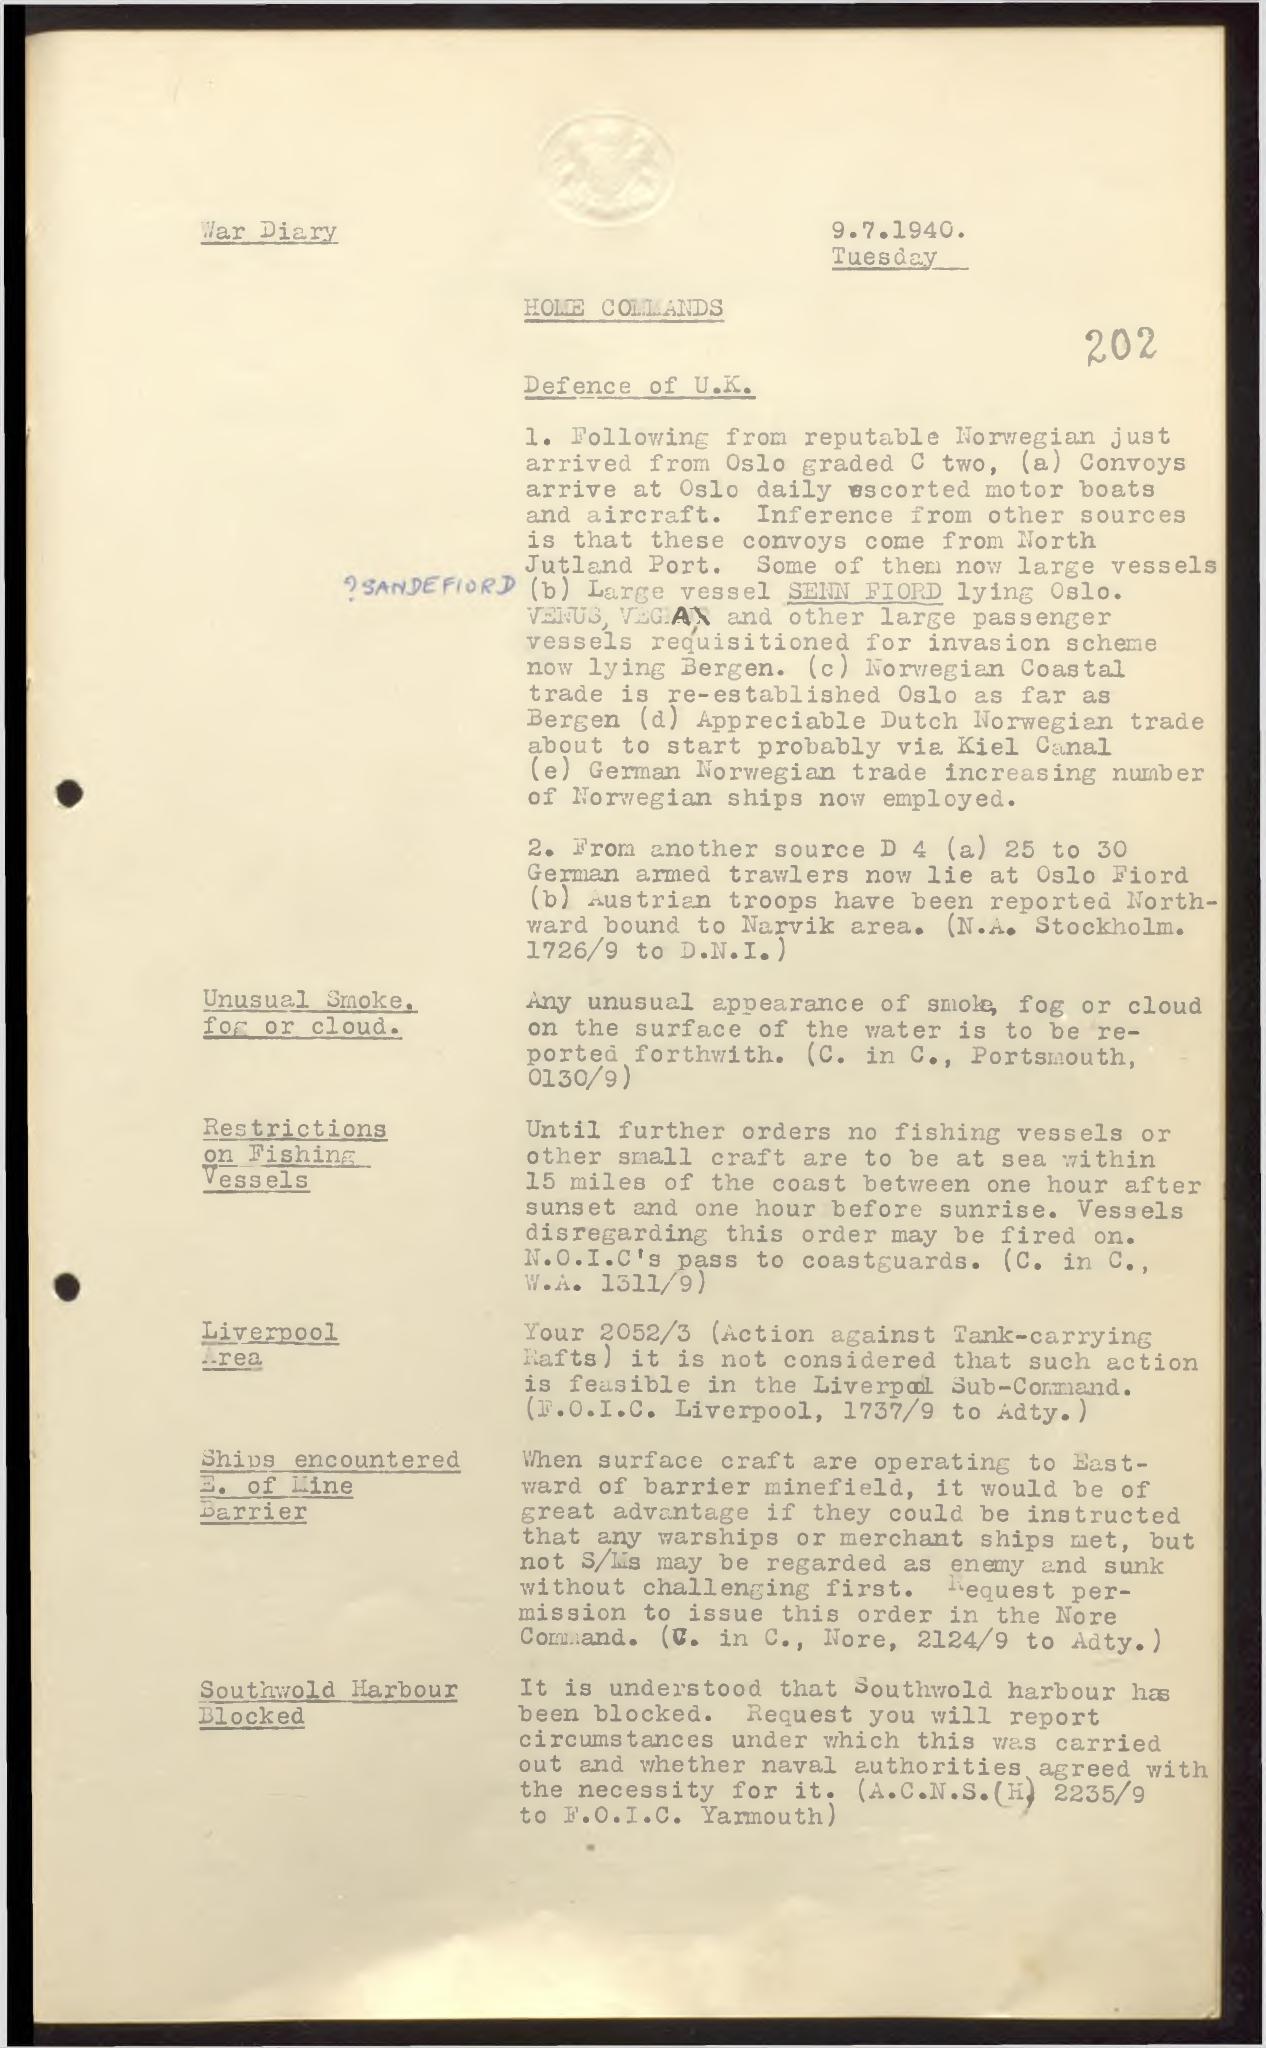 War Diary
9.7.1940.
Tuesday
HOME COMMANDS
202
Defence of U.K.
1. Following from reputable Norwegian just
arrived from Oslo graded C two, (a) Convoys
arrive at Oslo daily escorted motor boats
and aircraft. Inference from other sources
is that these convoys come from North
Jutland Port. Some of them now large vessels
?SANDEFIORD (b) Large vessel SENN FIORD lying Oslo.
VENUS, and other large passenger
vessels requisitioned for invasion scheme
now lying Bergen. (c) Norwegian Coastal
trade is re-established Oslo as far as
Bergen (d) Appreciable Dutch Norwegian trade
about to start probably via Kiel Canal
(e) German Norwegian trade increasing number
of Norwegian ships now employed.
2. From another source D 4 (a) 25 to 30
German armed trawlers now lie at Oslo Fiord
(b) Austrian troops have been reported North-
ward bound to Narvik area. (N.A. Stockholm.
1726/9 to D.N.I.)
Unusual Smoke,
fog or cloud.
Any unusual appearance of smoke, fog or cloud
on the surface of the water is to be re-
ported forthwith. (C. in C., Portsmouth,
0130/9)
Restrictions
on Fishing
Vessels
Until further orders no fishing vessels or
other small craft are to be at sea within
15 miles of the coast between one hour after
sunset and one hour before sunrise. Vessels
disregarding this order may be fired on.
N.O.I.C's pass to coastguards. (C. in C.,
W.A. 1311/9)
Liverpool
Area
Your 2052/3 (Action against Tank-carrying
Rafts) it is not considered that such action
is feasible in the Liverpool Sub-Command.
(F.O.I.C. Liverpool, 1737/9 to Adty.)
Ships encountered
E. of Mine
Barrier
When surface craft are operating to East-
ward of barrier minefield, it would be of
great advantage if they could be instructed
that any warships or merchant ships met, but
not S/Ms may be regarded as enemy and sunk
without challenging first. Request per-
mission to issue this order in the Nore
Command. (C. in C., Nore, 2124/9 to Adty.)
Southwold Harbour
Blocked
It is understood that Southwold harbour has
been blocked. Request you will report
circumstances under which this was carried
out and whether naval authorities agreed with
the necessity for it. (A.C.N.S.(H) 2235/9
to F.O.I.C. Yarmouth)